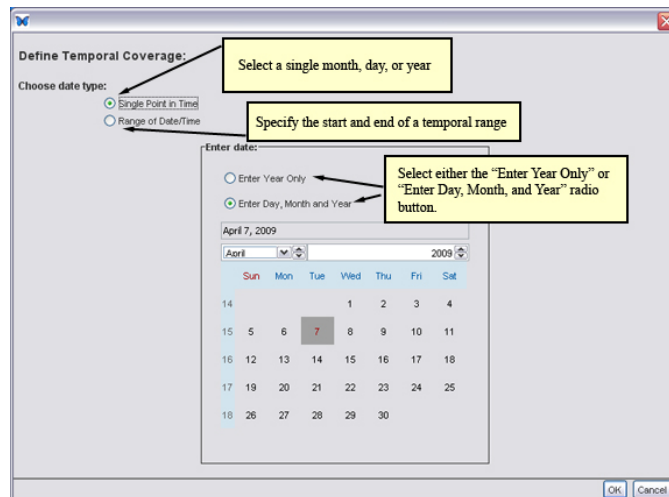 Define Temporal Coverage:
Select a single month, day, or year
Choose date type:
Single Point in Time
Range of Date/Time
Specify the start and end of a temporal range
Enter date:
Enter Year Only
Enter Day, Month and Year
Select either the “Enter Year Only” or
“Enter Day, Month, and Year” radio
button.
April 7, 2009
April 2009
Sun Mon Tue Wed Thu Fri Sat
14 1 2 3 4
15 5 6 7 8 9 10 11
16 12 13 14 15 16 17 18
17 19 20 21 22 23 24 25
18 26 27 28 29 30
OK Cancel